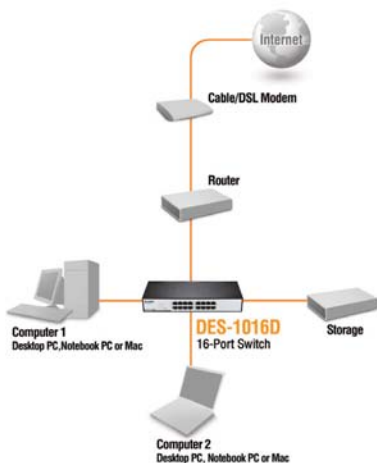 Internet
Cable/DSL Modem
Router
DES-1016D
16-Port Switch
Storage
Computer 1
Desktop PC,Notebook PC or Mac
Computer 2
Desktop PC, Notebook PC or Mac